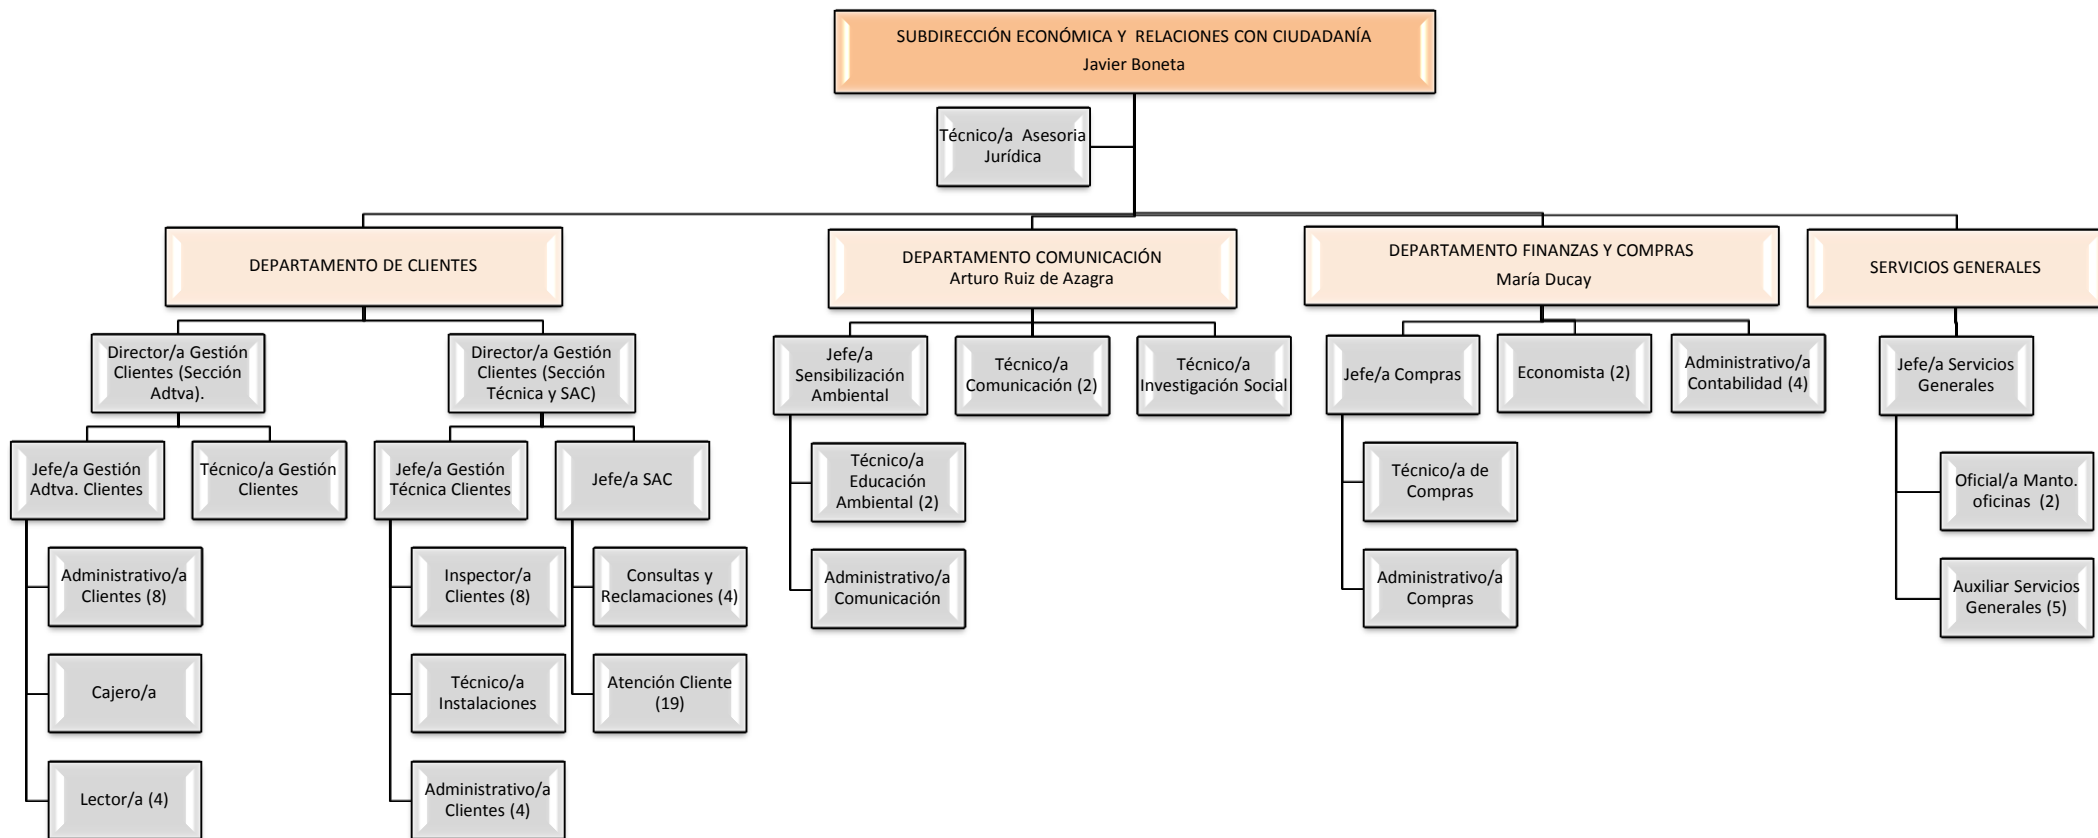 SUBDIRECCIÓN ECONÓMICA Y  RELACIONES CON CIUDADANÍA
Javier Boneta
Técnico/a  Asesoria
Jurídica
DEPARTAMENTO DE CLIENTES
DEPARTAMENTO COMUNICACIÓN
Arturo Ruiz de Azagra
DEPARTAMENTO FINANZAS Y COMPRAS
María Ducay
SERVICIOS GENERALES
Director/a Gestión
Clientes (Sección
Adtva).
Director/a Gestión
Clientes (Sección
Técnica y SAC)
Jefe/a
Sensibilización
Ambiental
Técnico/a
Comunicación (2)
Técnico/a
Investigación Social
Jefe/a Compras
Economista (2)
Administrativo/a
Contabilidad (4)
Jefe/a Servicios
Generales
Jefe/a Gestión
Adtva. Clientes
Técnico/a Gestión
Clientes
Jefe/a Gestión
Técnica Clientes
Jefe/a SAC
Técnico/a
Educación
Ambiental (2)
Técnico/a de
Compras
Oficial/a Manto.
oficinas  (2)
Administrativo/a
Clientes (8)
Inspector/a
Clientes (8)
Consultas y
Reclamaciones (4)
Administrativo/a
Comunicación
Administrativo/a
Compras
Auxiliar Servicios
Generales (5)
Cajero/a
Técnico/a
Instalaciones
Atención Cliente
(19)
Lector/a (4)
Administrativo/a
Clientes (4)